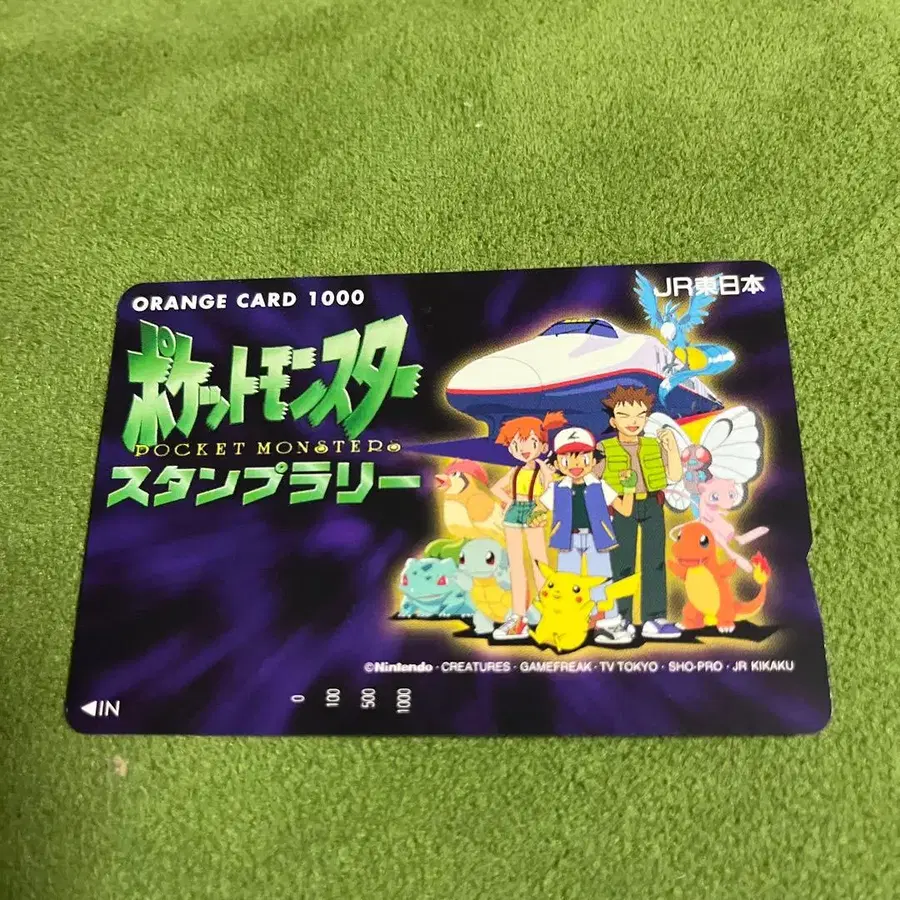 ORANGE CARD 1000
JR東日本
ポケットモンスター
POCKET MONSTERS
スタンプラリー
©Nintendo・CREATURES・GAMEFREAK・TV TOKYO・SHO-PRO・JR KIKAKU
◀IN
0 100 500 1000